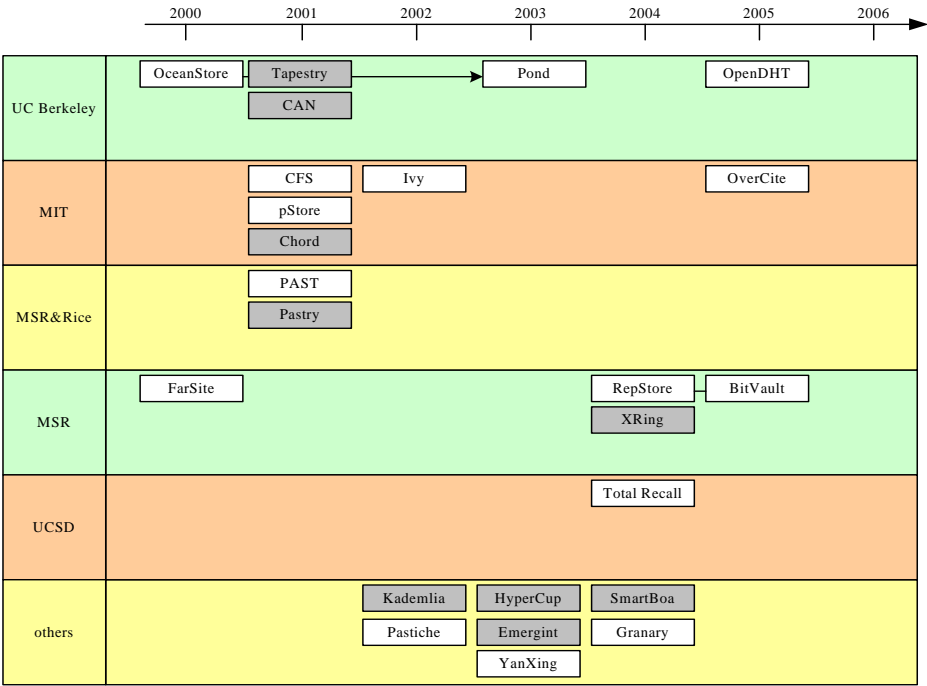 2000 2001 2002 2003 2004 2005 2006
UC Berkeley
OceanStore Tapestry Pond OpenDHT
CAN
MIT
CFS Ivy OverCite
pStore
Chord
MSR&Rice
PAST
Pastry
MSR
FarSite RepStore BitVault
XRing
UCSD
Total Recall
others
Kademlia HyperCup SmartBoa
Pastiche Emergint Granary
YanXing